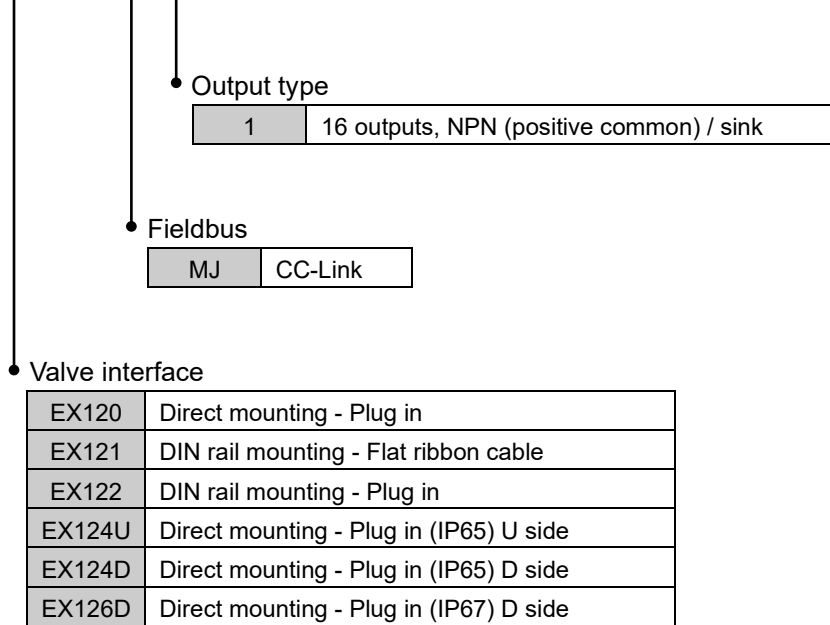 Output type
1 16 outputs, NPN (positive common) / sink
Fieldbus
MJ CC-Link
Valve interface
EX120 Direct mounting - Plug in
EX121 DIN rail mounting - Flat ribbon cable
EX122 DIN rail mounting - Plug in
EX124U Direct mounting - Plug in (IP65) U side
EX124D Direct mounting - Plug in (IP65) D side
EX126D Direct mounting - Plug in (IP67) D side